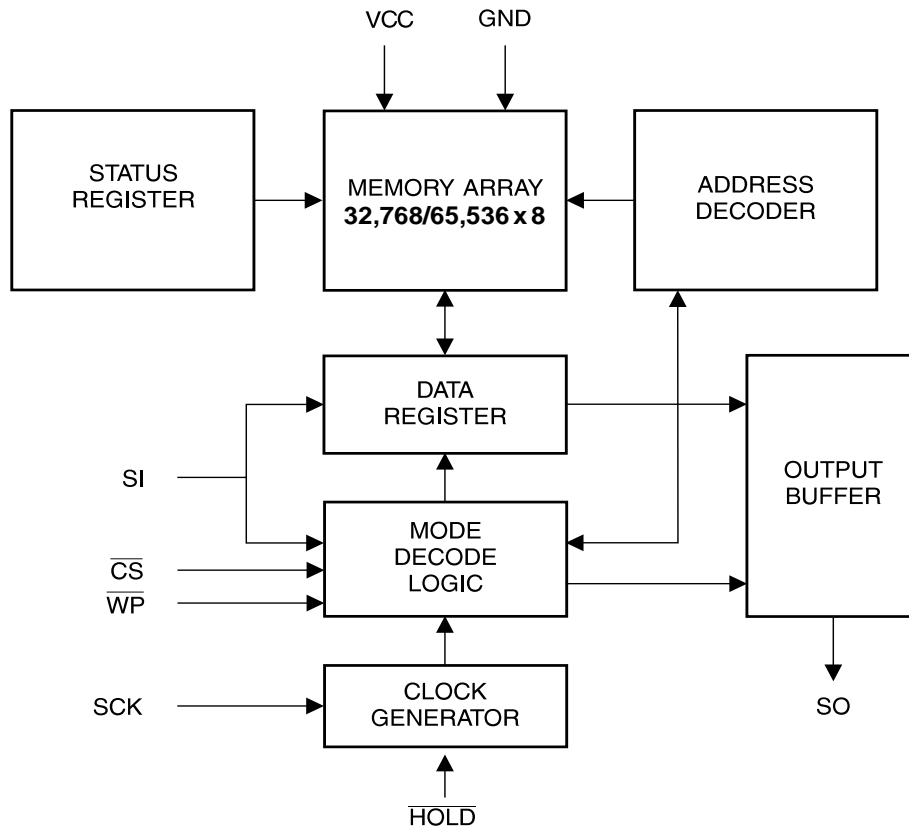 VCC
GND
STATUS
REGISTER
MEMORY ARRAY
32,768/65,536 x 8
ADDRESS
DECODER
DATA
REGISTER
OUTPUT
BUFFER
SI
MODE
DECODE
LOGIC
CS
WP
SCK
CLOCK
GENERATOR
SO
HOLD